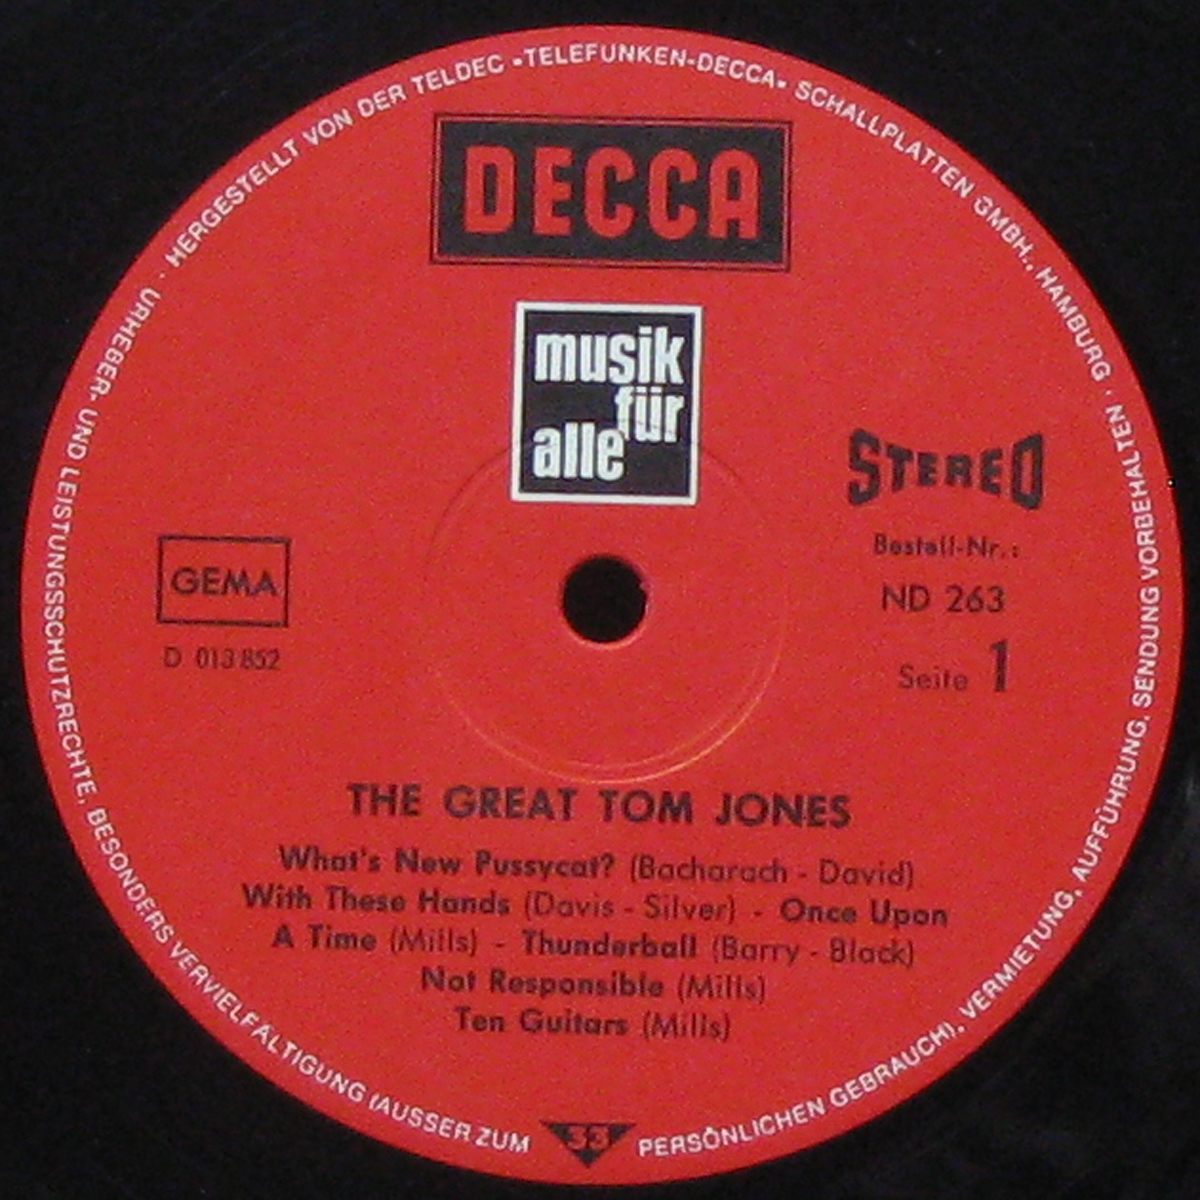 HERGESTELLT VON DER TELDEC •TELEFUNKEN-DECCA• SCHALLPLATTEN GMBH., HAMBURG · URHEBER- UND LEISTUNGSSCHUTZRECHTE, BESONDERS VERVIELFÄLTIGUNG (AUSSER ZUM PERSÖNLICHEN GEBRAUCH), VERMIETUNG, AUFFÜHRUNG, SENDUNG VORBEHALTEN ·
DECCA
musik
für
alle
STEREO
Bestell-Nr.:
ND 263
Seite 1
GEMA
D 013 852
THE GREAT TOM JONES
What's New Pussycat? (Bacharach - David)
With These Hands (Davis - Silver) - Once Upon
A Time (Mills) - Thunderball (Barry - Black)
Not Responsible (Mills)
Ten Guitars (Mills)
33